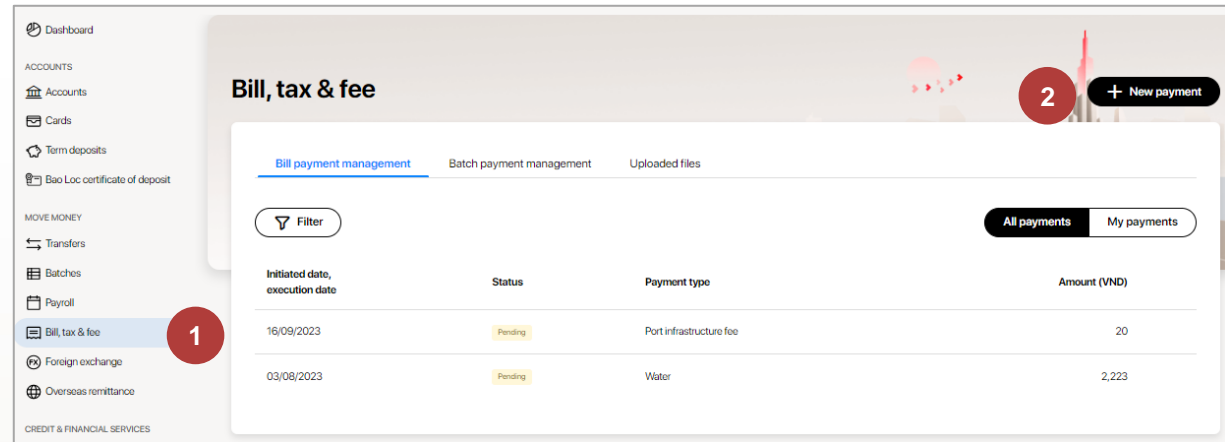 Dashboard
ACCOUNTS
Accounts
Cards
Term deposits
Bao Loc certificate of deposit
MOVE MONEY
Transfers
Batches
Payroll
Bill, tax & fee
1
FX
Foreign exchange
Overseas remittance
CREDIT & FINANCIAL SERVICES
Bill, tax & fee
2
+ New payment
Bill payment management Batch payment management Uploaded files
Filter
All payments My payments
Initiated date,
execution date
Status Payment type Amount (VND)
16/09/2023 Pending Port infrastructure fee 20
03/08/2023 Pending Water 2,223